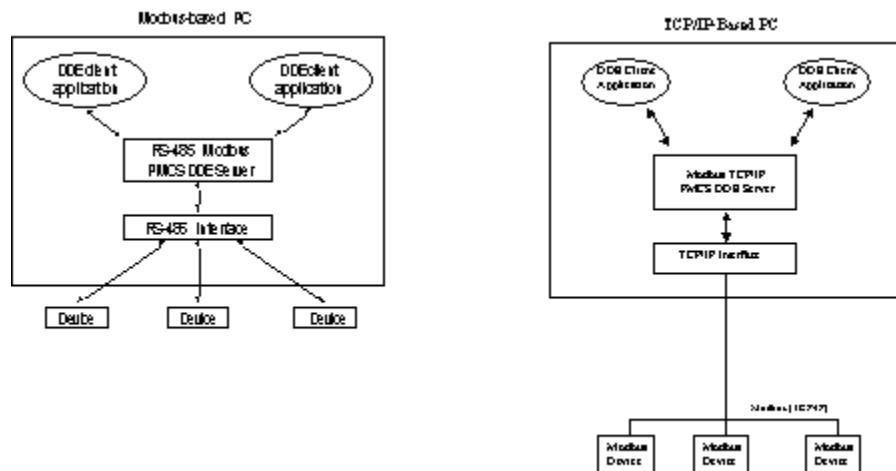 Modbus-based PC
DDE client
application
DDE client
application
RS-485 Modbus
PMCS DDE Server
RS-485 Interface
Device
Device
Device
TCP/IP-Based PC
DDE Client
Application
DDE Client
Application
Modbus TCP/IP
PMCS DDE Server
TCP/IP Interface
Modbus
Modbus
Device
Modbus
Device
Modbus
Device